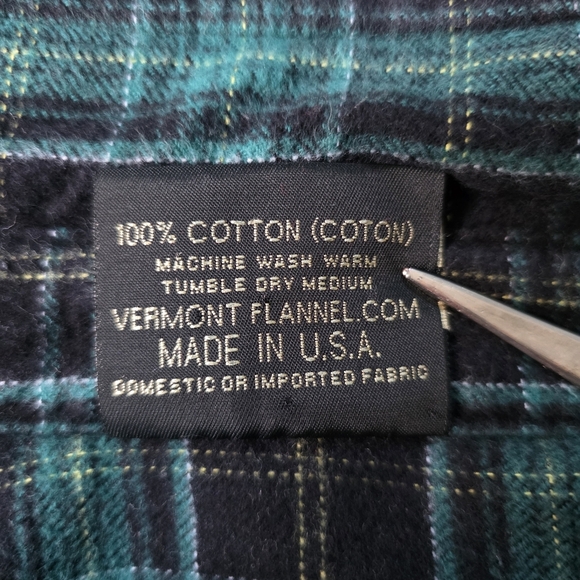 100% COTTON (COTON)
MACHINE WASH WARM
TUMBLE DRY MEDIUM
VERMONT FLANNEL.COM
MADE IN U.S.A.
DOMESTIC OR IMPORTED FABRIC